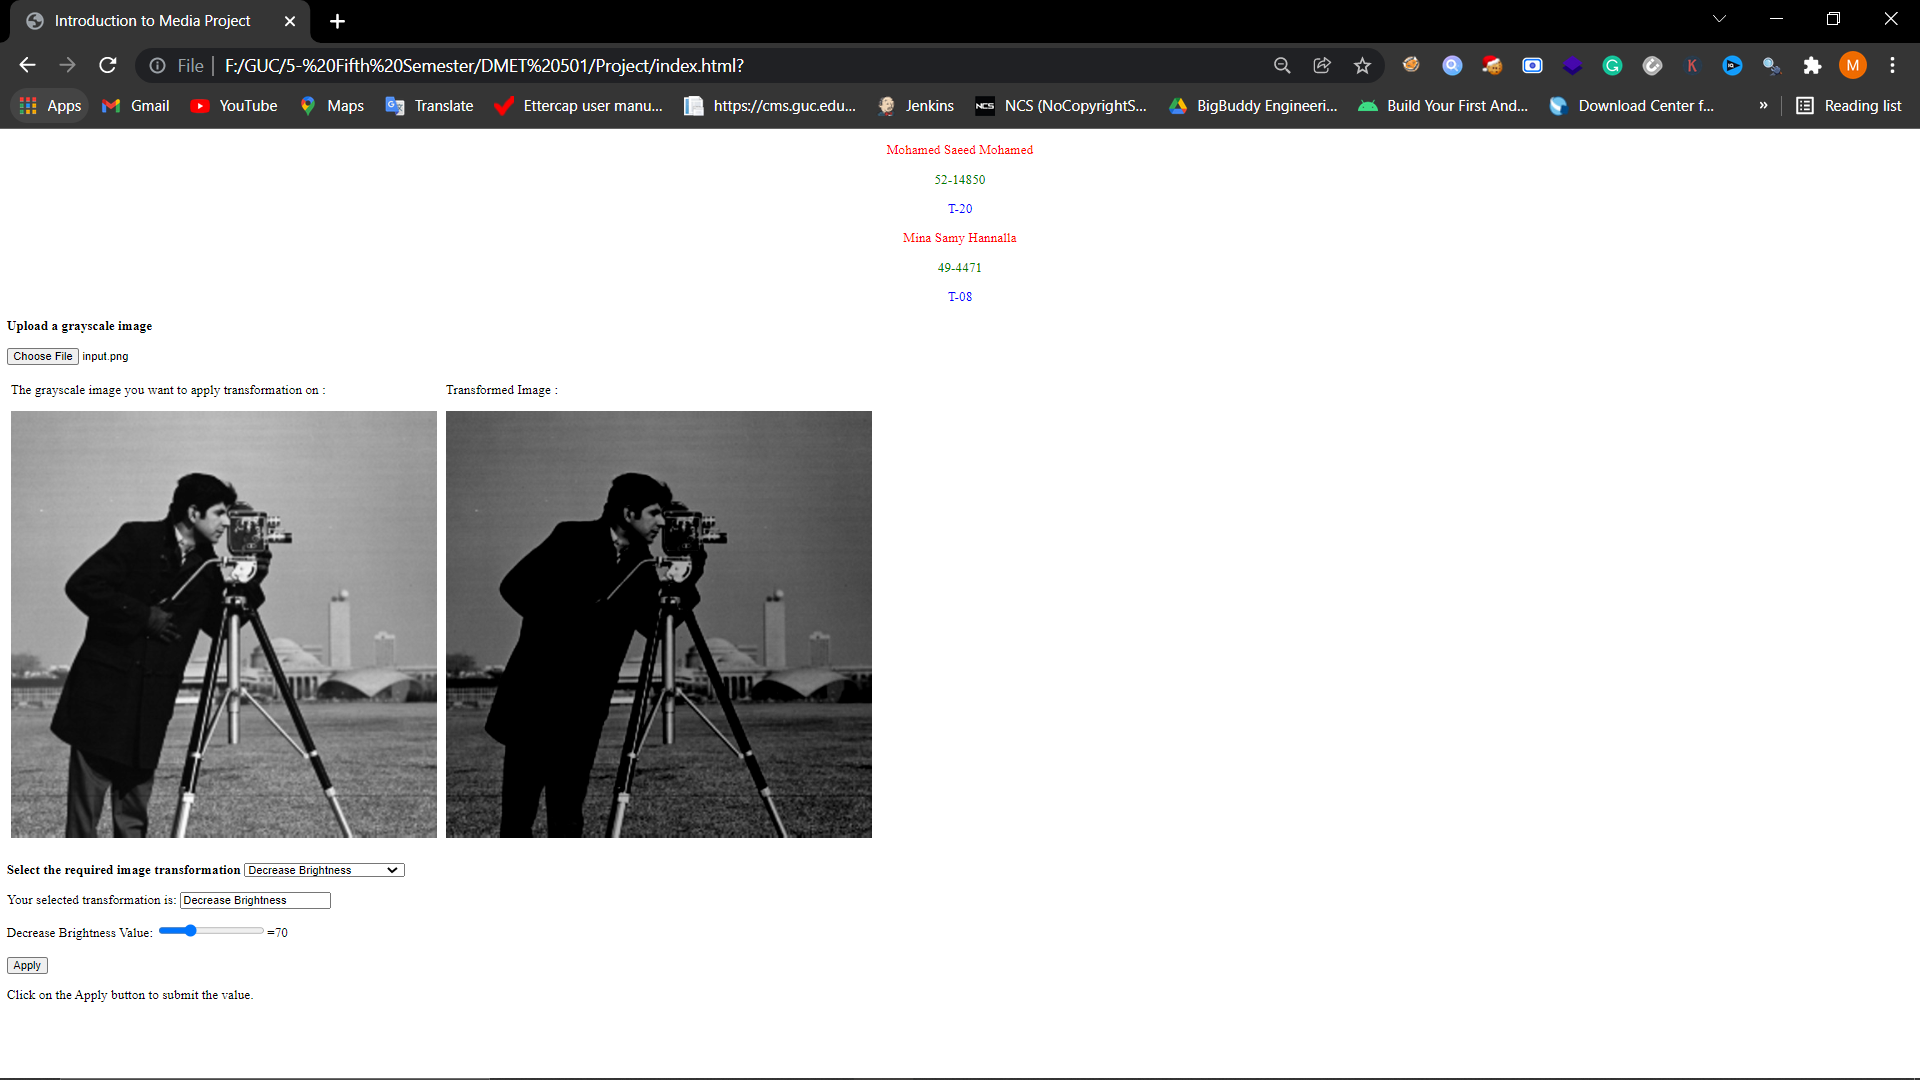 Introduction to Media Project
File | F:/GUC/5-%20Fifth%20Semester/DMET%20501/Project/index.html?
M
Apps Gmail YouTube Maps Translate Ettercap user manu... https://cms.guc.edu... Jenkins NCS NCS (NoCopyrightS... BigBuddy Engineeri... Build Your First And... Download Center f... » Reading list
Mohamed Saeed Mohamed
52-14850
T-20
Mina Samy Hannalla
49-4471
T-08
Upload a grayscale image
Choose File input.png
The grayscale image you want to apply transformation on :
Transformed Image :
Select the required image transformation Decrease Brightness
Your selected transformation is: Decrease Brightness
Decrease Brightness Value: =70
Apply
Click on the Apply button to submit the value.